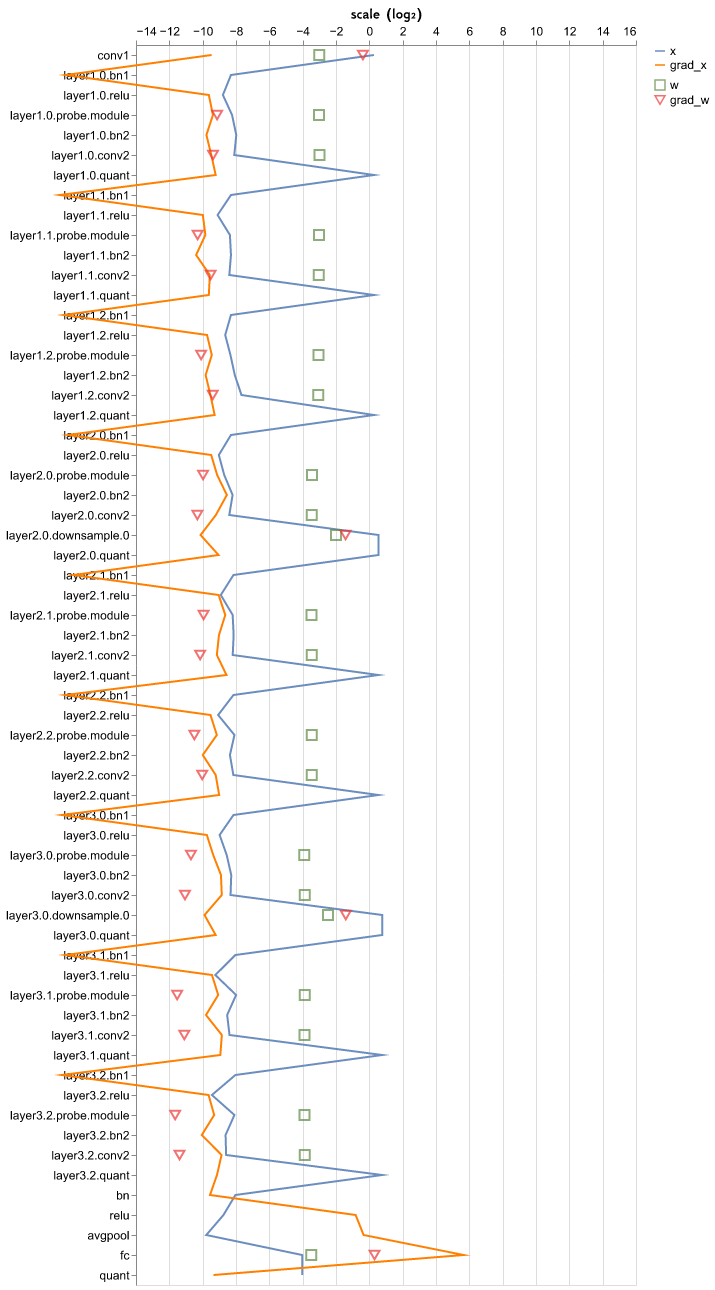 scale (log₂)
−14 −12 −10 −8 −6 −4 −2 0 2 4 6 8 10 12 14 16
x
grad_x
w
grad_w
conv1
layer1.0.bn1
layer1.0.relu
layer1.0.probe.module
layer1.0.bn2
layer1.0.conv2
layer1.0.quant
layer1.1.bn1
layer1.1.relu
layer1.1.probe.module
layer1.1.bn2
layer1.1.conv2
layer1.1.quant
layer1.2.bn1
layer1.2.relu
layer1.2.probe.module
layer1.2.bn2
layer1.2.conv2
layer1.2.quant
layer2.0.bn1
layer2.0.relu
layer2.0.probe.module
layer2.0.bn2
layer2.0.conv2
layer2.0.downsample.0
layer2.0.quant
layer2.1.bn1
layer2.1.relu
layer2.1.probe.module
layer2.1.bn2
layer2.1.conv2
layer2.1.quant
layer2.2.bn1
layer2.2.relu
layer2.2.probe.module
layer2.2.bn2
layer2.2.conv2
layer2.2.quant
layer3.0.bn1
layer3.0.relu
layer3.0.probe.module
layer3.0.bn2
layer3.0.conv2
layer3.0.downsample.0
layer3.0.quant
layer3.1.bn1
layer3.1.relu
layer3.1.probe.module
layer3.1.bn2
layer3.1.conv2
layer3.1.quant
layer3.2.bn1
layer3.2.relu
layer3.2.probe.module
layer3.2.bn2
layer3.2.conv2
layer3.2.quant
bn
relu
avgpool
fc
quant